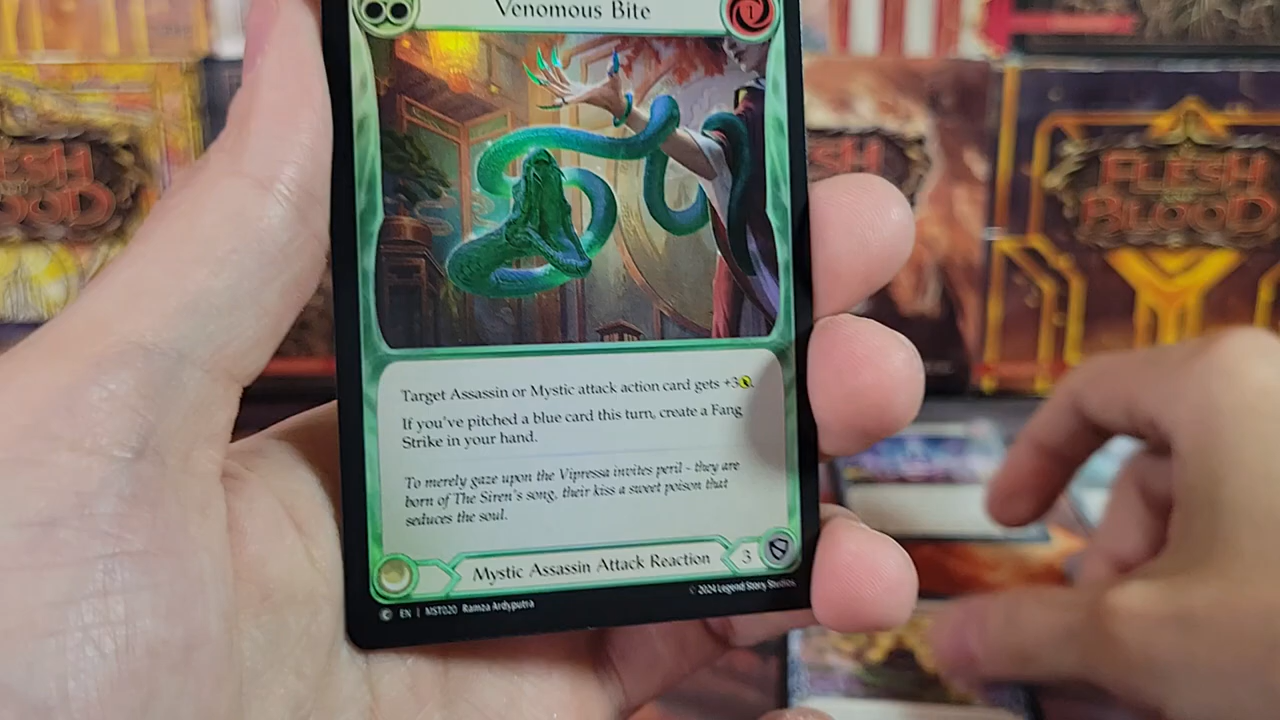 Venomous Bite
1
FLESH
BLOOD
SH
FLESH
BLOOD
Target Assassin or Mystic attack action card gets +3.
If you've pitched a blue card this turn, create a Fang
Strike in your hand.
To merely gaze upon the Vipressa invites peril - they are
born of The Siren's song, their kiss a sweet poison that
seduces the soul.
Mystic Assassin Attack Reaction
3
C EN | MST020 Ramza Ardyputra
© 2024 Legend Story Studios